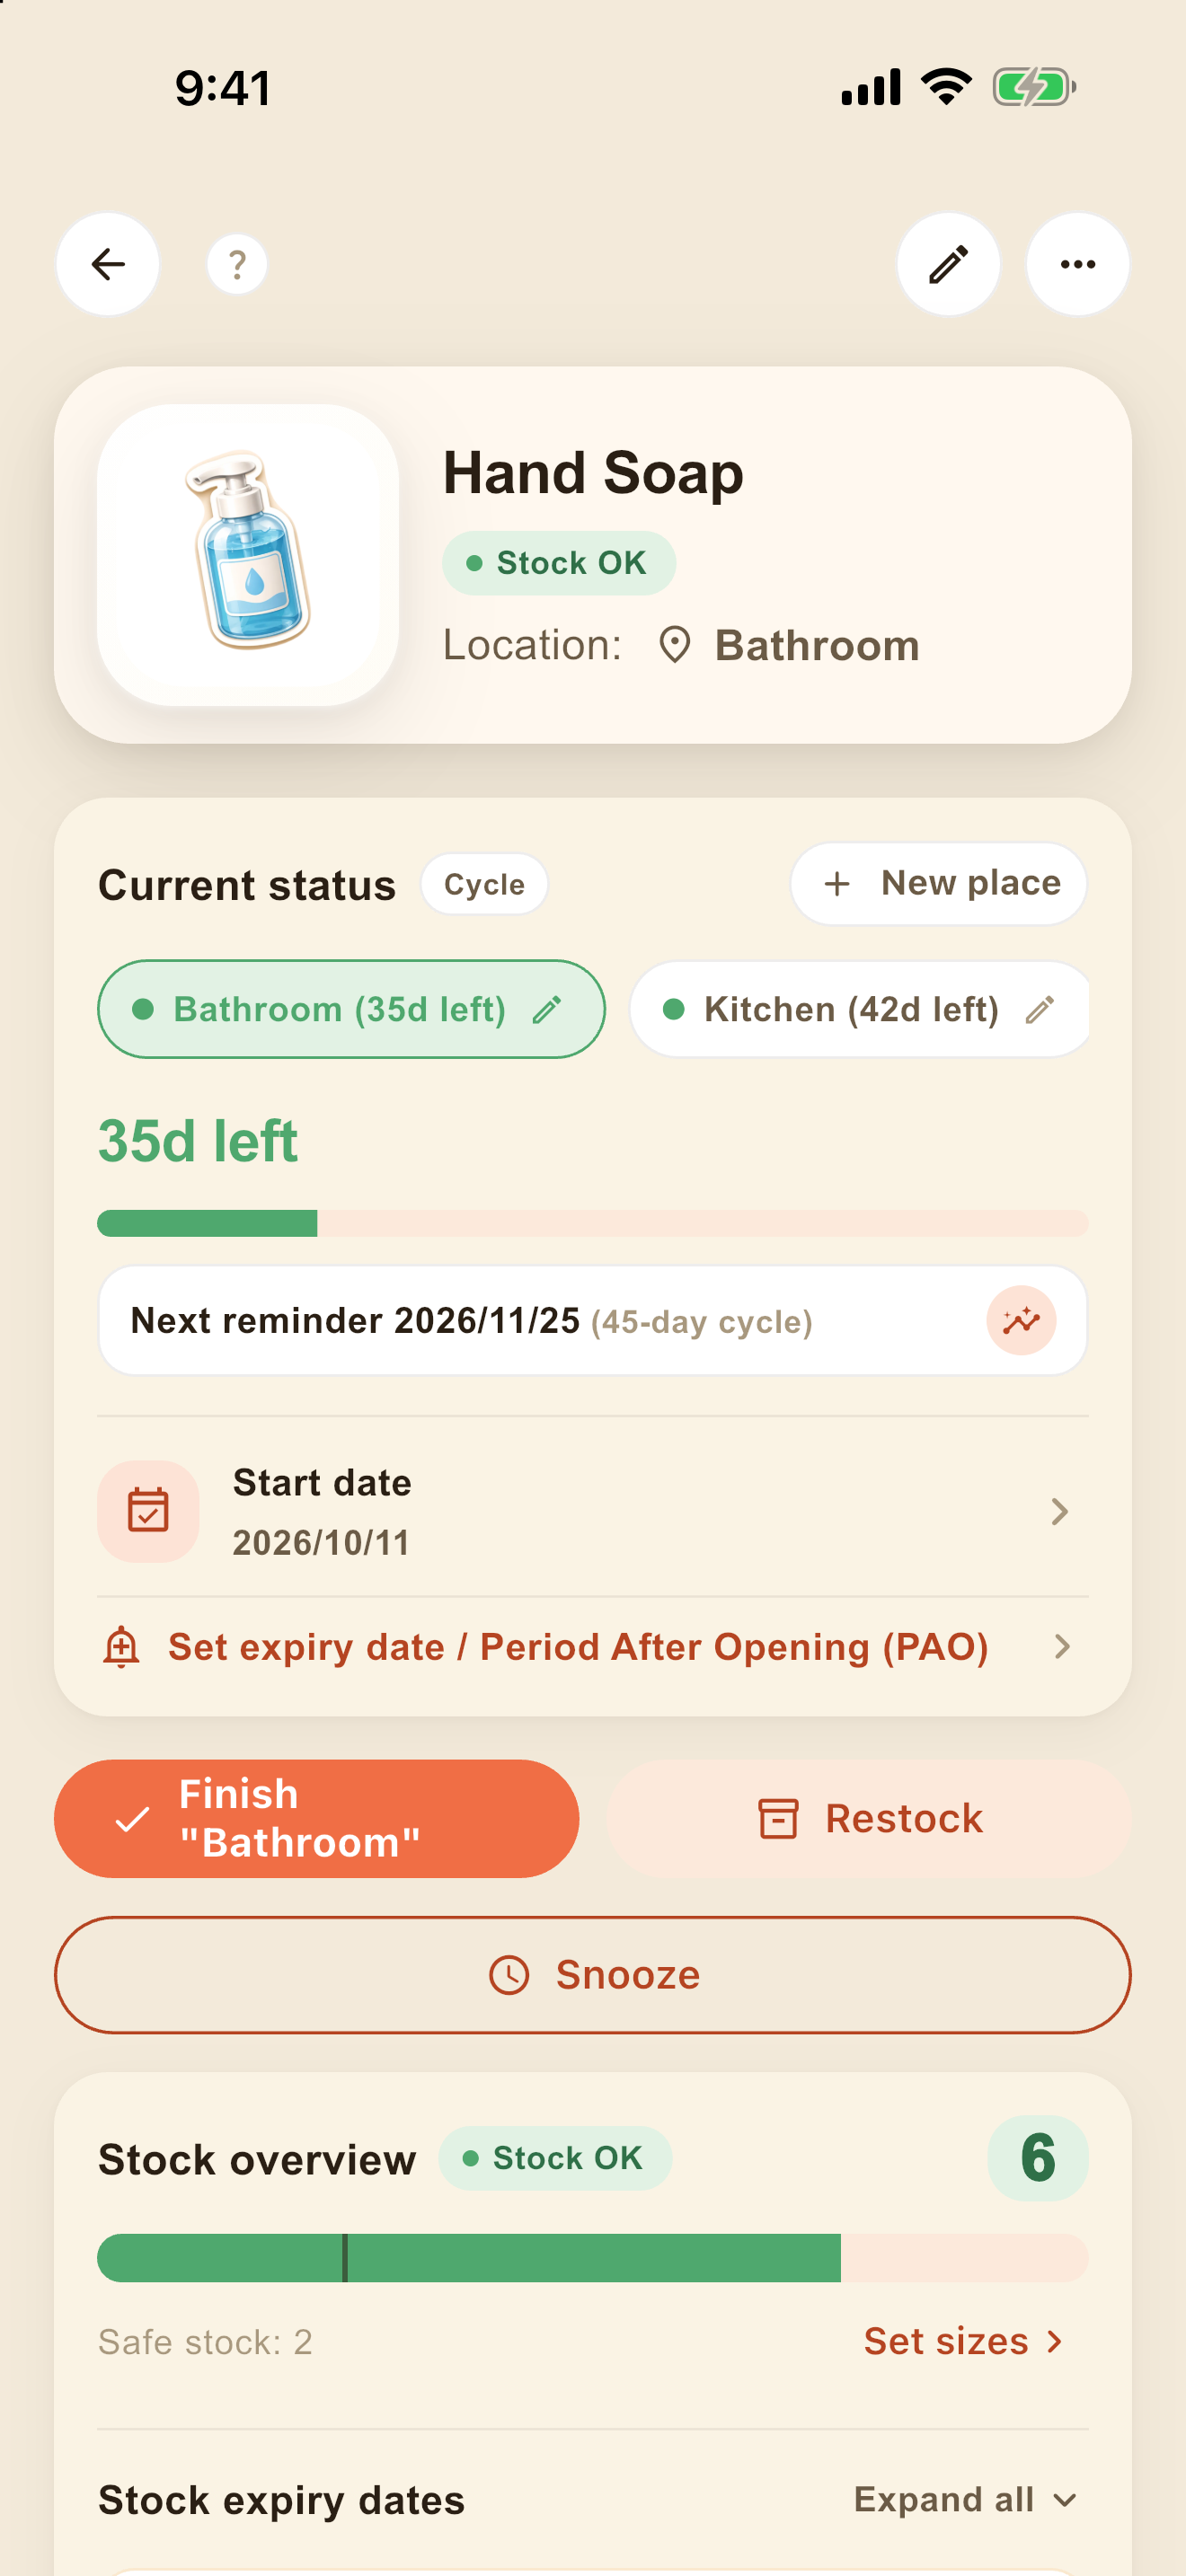 9:41
?
Hand Soap
Stock OK
Location: Bathroom
Current status
Cycle
+ New place
Bathroom (35d left)
Kitchen (42d left)
35d left
Next reminder 2026/11/25 (45-day cycle)
Start date
2026/10/11
Set expiry date / Period After Opening (PAO)
Finish
"Bathroom"
Restock
Snooze
Stock overview
Stock OK
6
Safe stock: 2
Set sizes
Stock expiry dates
Expand all